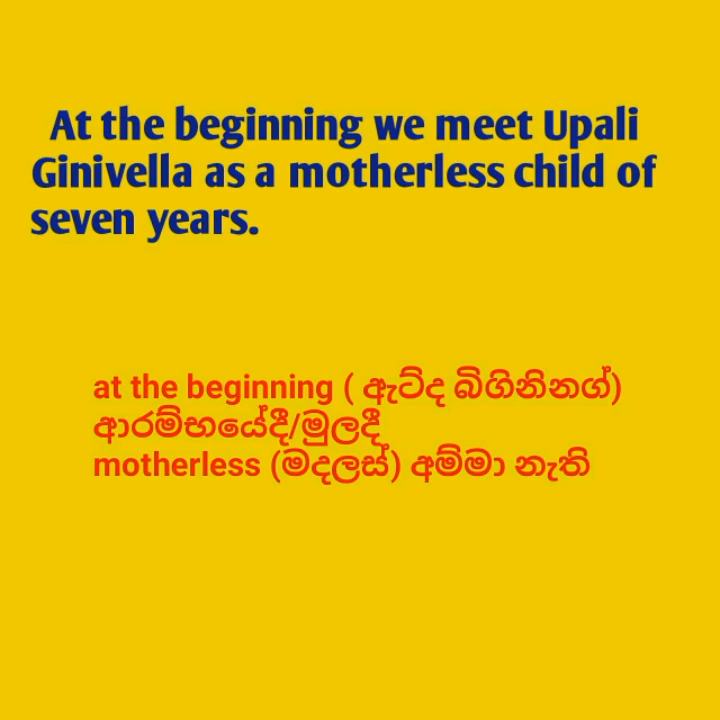 At the beginning we meet Upali
Ginivella as a motherless child of
seven years.
at the beginning ( ඇට්ද බිගිනිනග්)
ආරම්භයේදී/මුලදී
motherless (මදලස්) අම්මා නැති